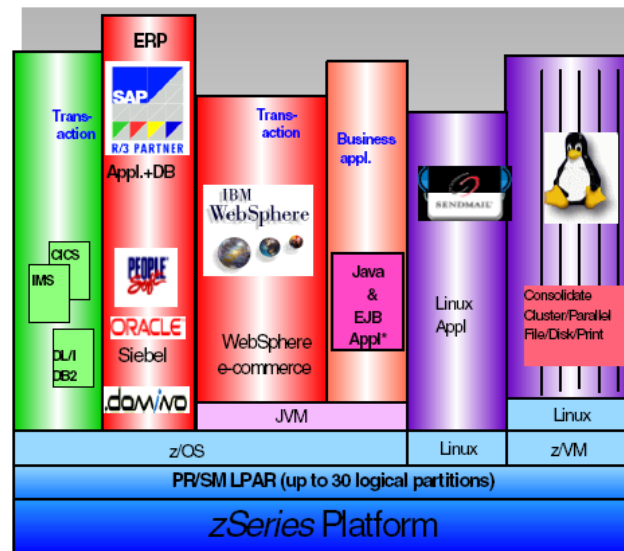 ERP
SAP
R/3 PARTNER
Appl.+DB
Trans-
action
CICS
IMS
DL/I
DB2
PEOPLE
Soft
ORACLE
Siebel
.domino
Trans-
action
IBM
WebSphere
WebSphere
e-commerce
Business
appl.
Java
&
EJB
Appl*
JVM
SENDMAIL
Linux
Appl
Consolidate
Cluster/Parallel
File/Disk/Print
Linux
z/OS
Linux
z/VM
PR/SM LPAR (up to 30 logical partitions)
zSeries Platform